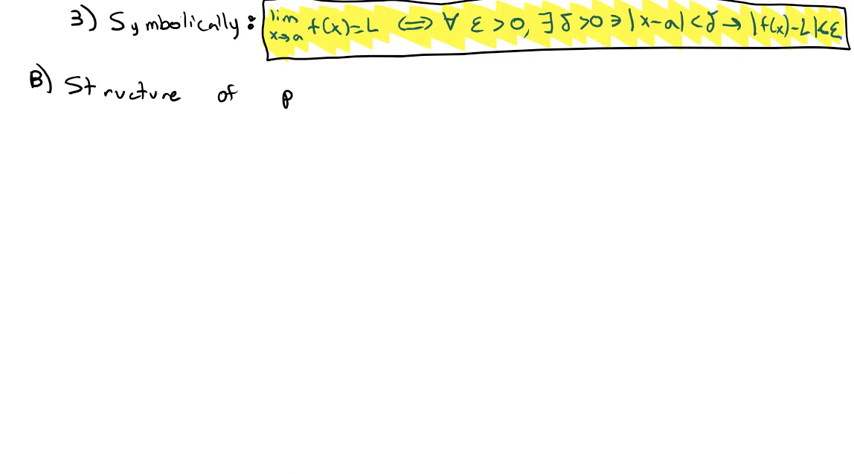 3) Symbolically: lim x→a f(x)=L ⟺ ∀ ε>0, ∃ δ>0 ∋ |x-a|<δ → |f(x)-L|<ε
B) Structure of p